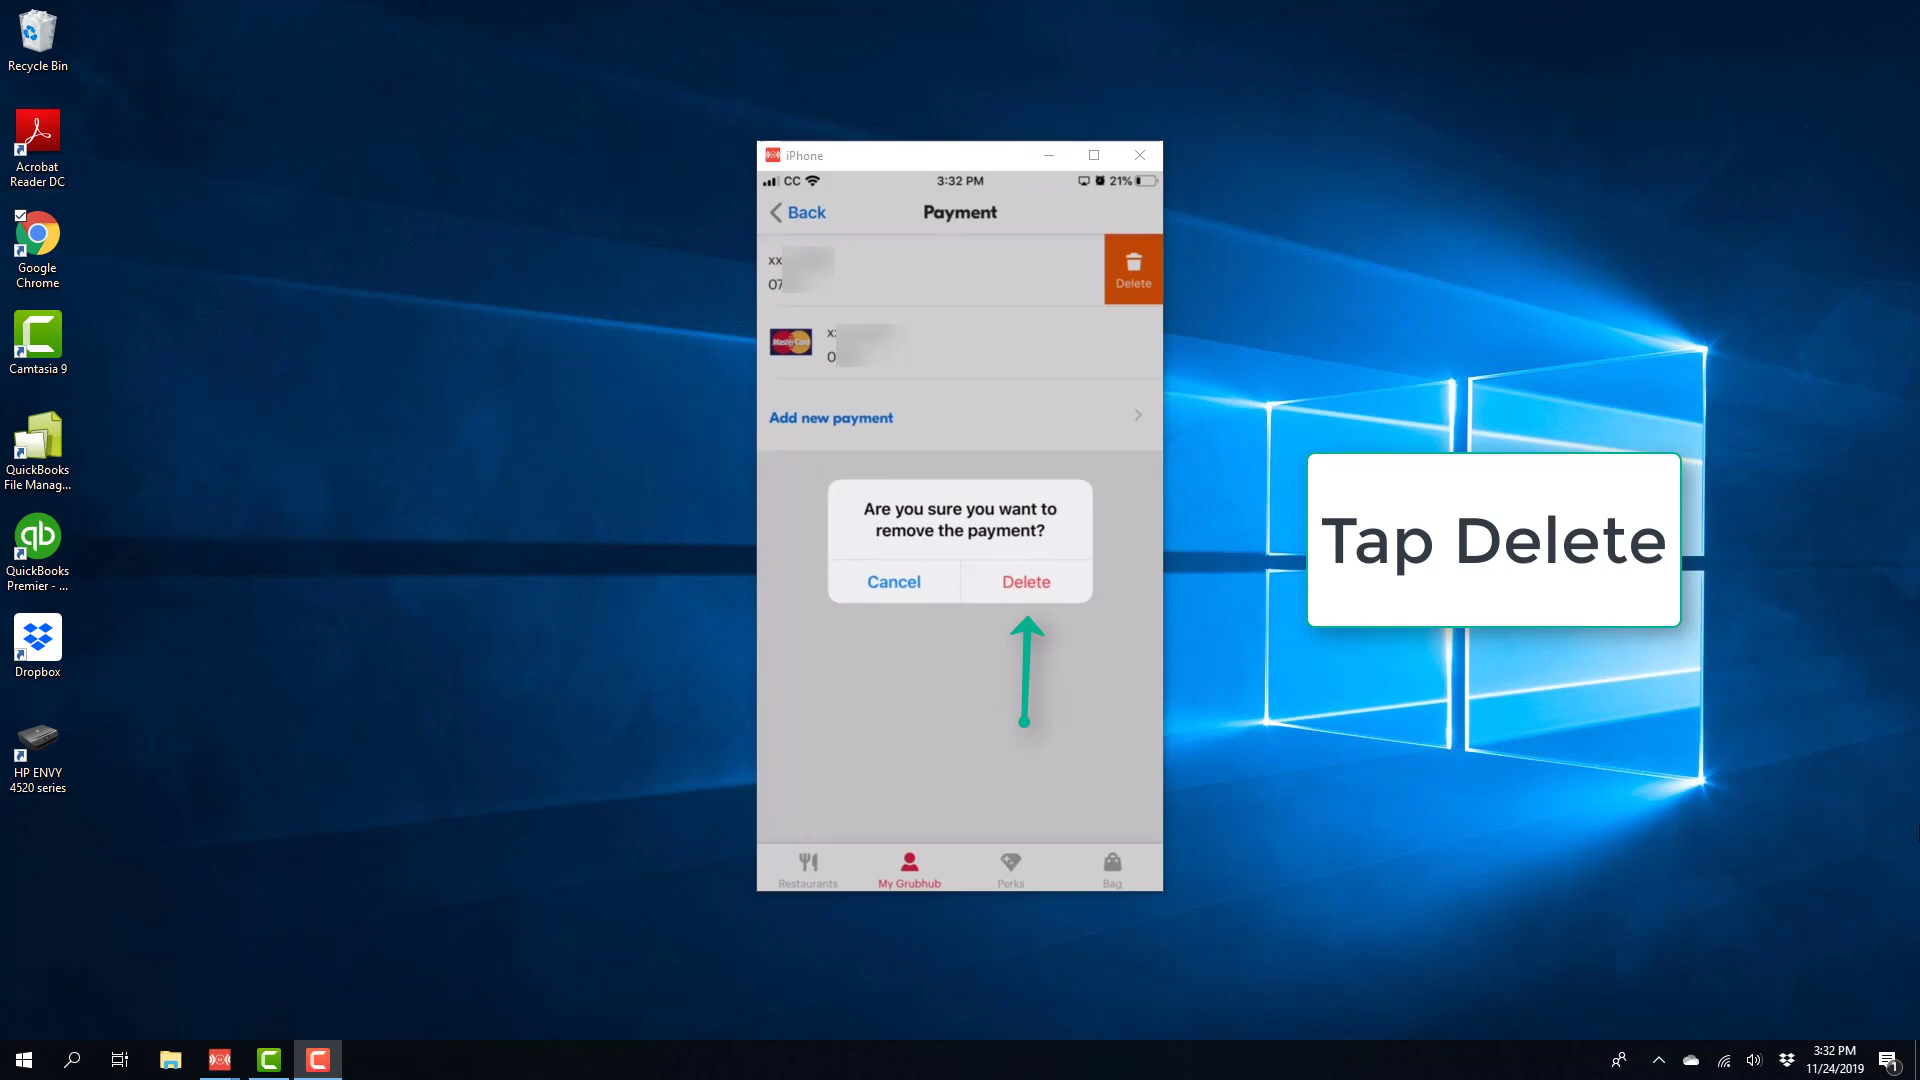 Recycle Bin
Acrobat
Reader DC
Google
Chrome
Camtasia 9
QuickBooks
File Manag...
QuickBooks
Premier - ...
Dropbox
HP ENVY
4520 series
iPhone
CC
3:32 PM
21%
Back
Payment
xx
07
Delete
MasterCard
x
0
Add new payment
Are you sure you want to
remove the payment?
Cancel
Delete
Restaurants
My Grubhub
Perks
Bag
Tap Delete
3:32 PM
11/24/2019
1